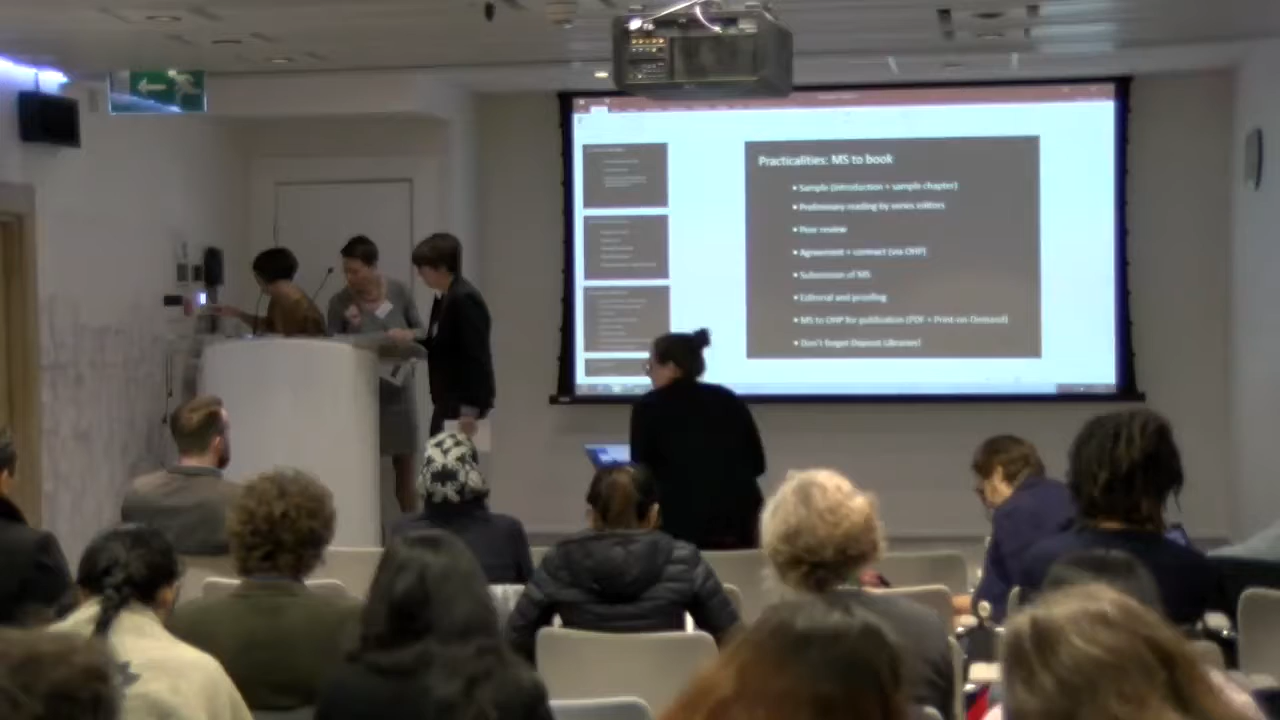 Practicalities: MS to book
• Sample (introduction + sample chapter)
• Preliminary reading by series editors
• Peer review
• Agreement + contract (via OHP)
• Submission of MS
• Editorial and proofing
• MS to OHP for publication (PDF + Print-on-Demand)
• Don't forget Deposit Libraries!